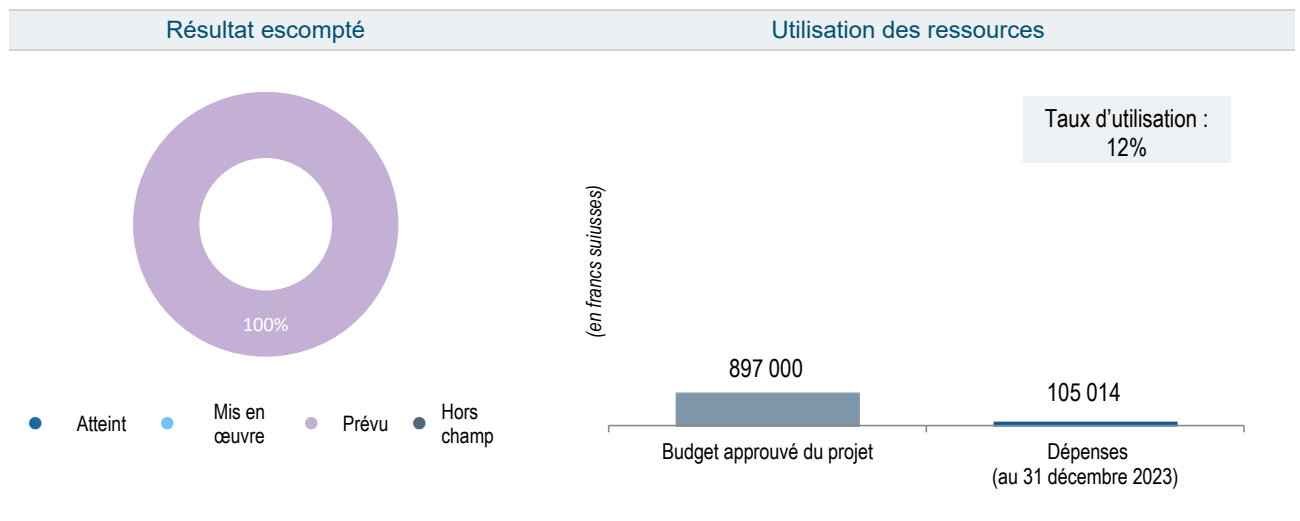 Résultat escompté
Utilisation des ressources
100%
Atteint
Mis en
œuvre
Prévu
Hors
champ
Taux d’utilisation :
12%
(en francs suiusses)
897 000
105 014
Budget approuvé du projet
Dépenses
(au 31 décembre 2023)